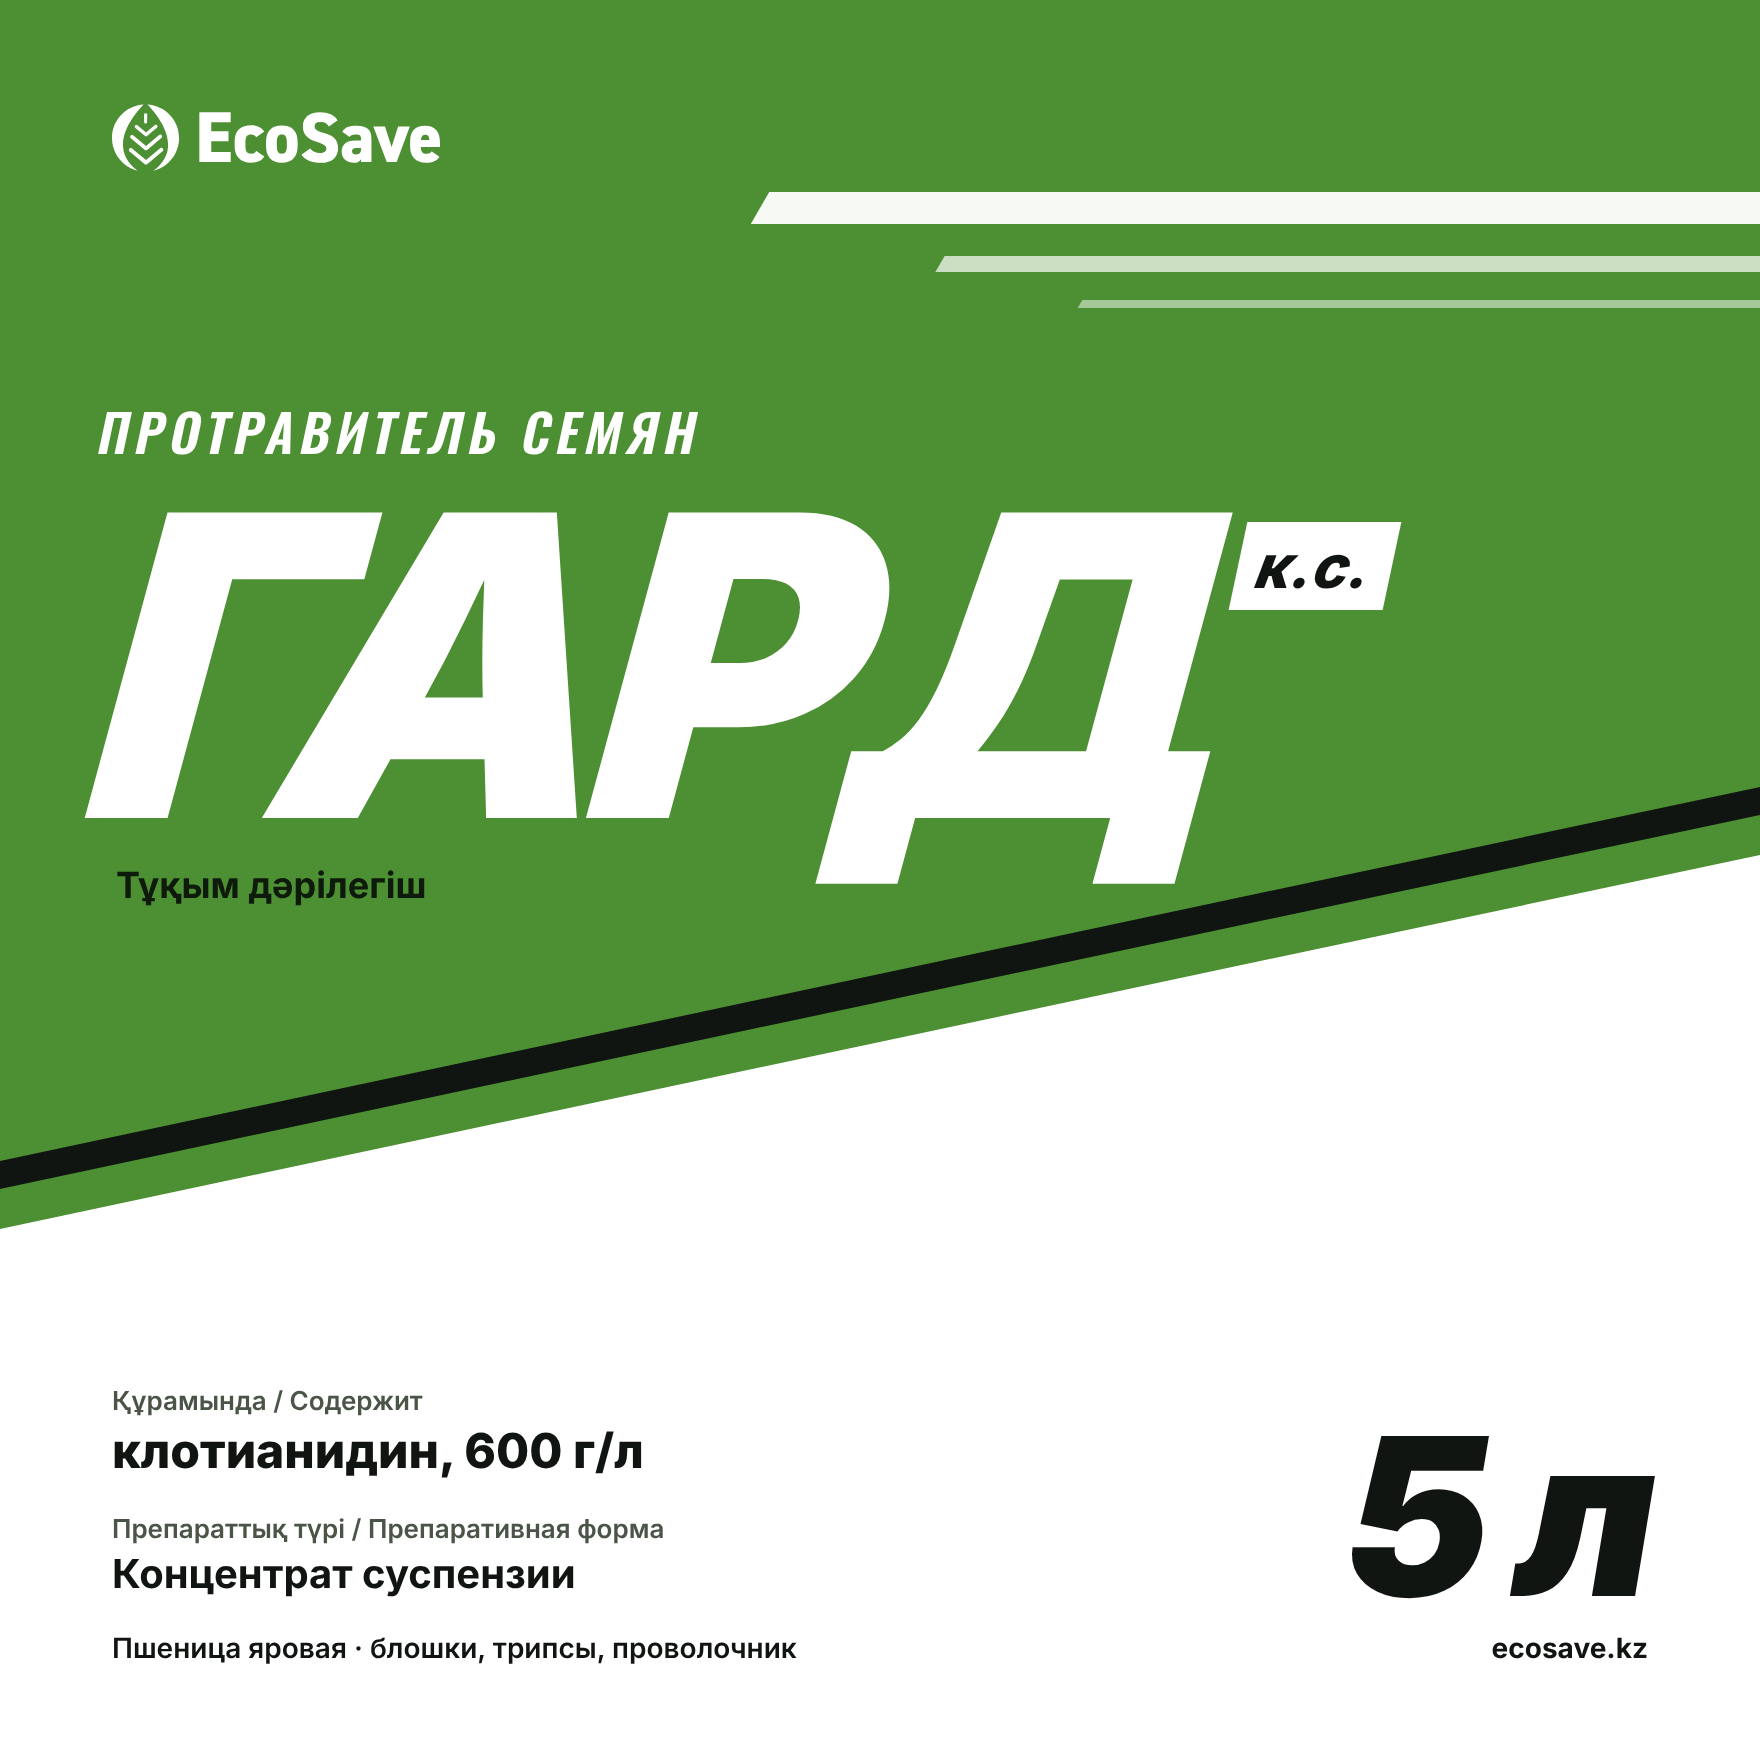 EcoSave
ПРОТРАВИТЕЛЬ СЕМЯН
ГАРД к.с.
Тұқым дәрілегіш
Құрамында / Содержит
клотианидин, 600 г/л
Препараттық түрі / Препаративная форма
Концентрат суспензии
Пшеница яровая · блошки, трипсы, проволочник
5 л
ecosave.kz